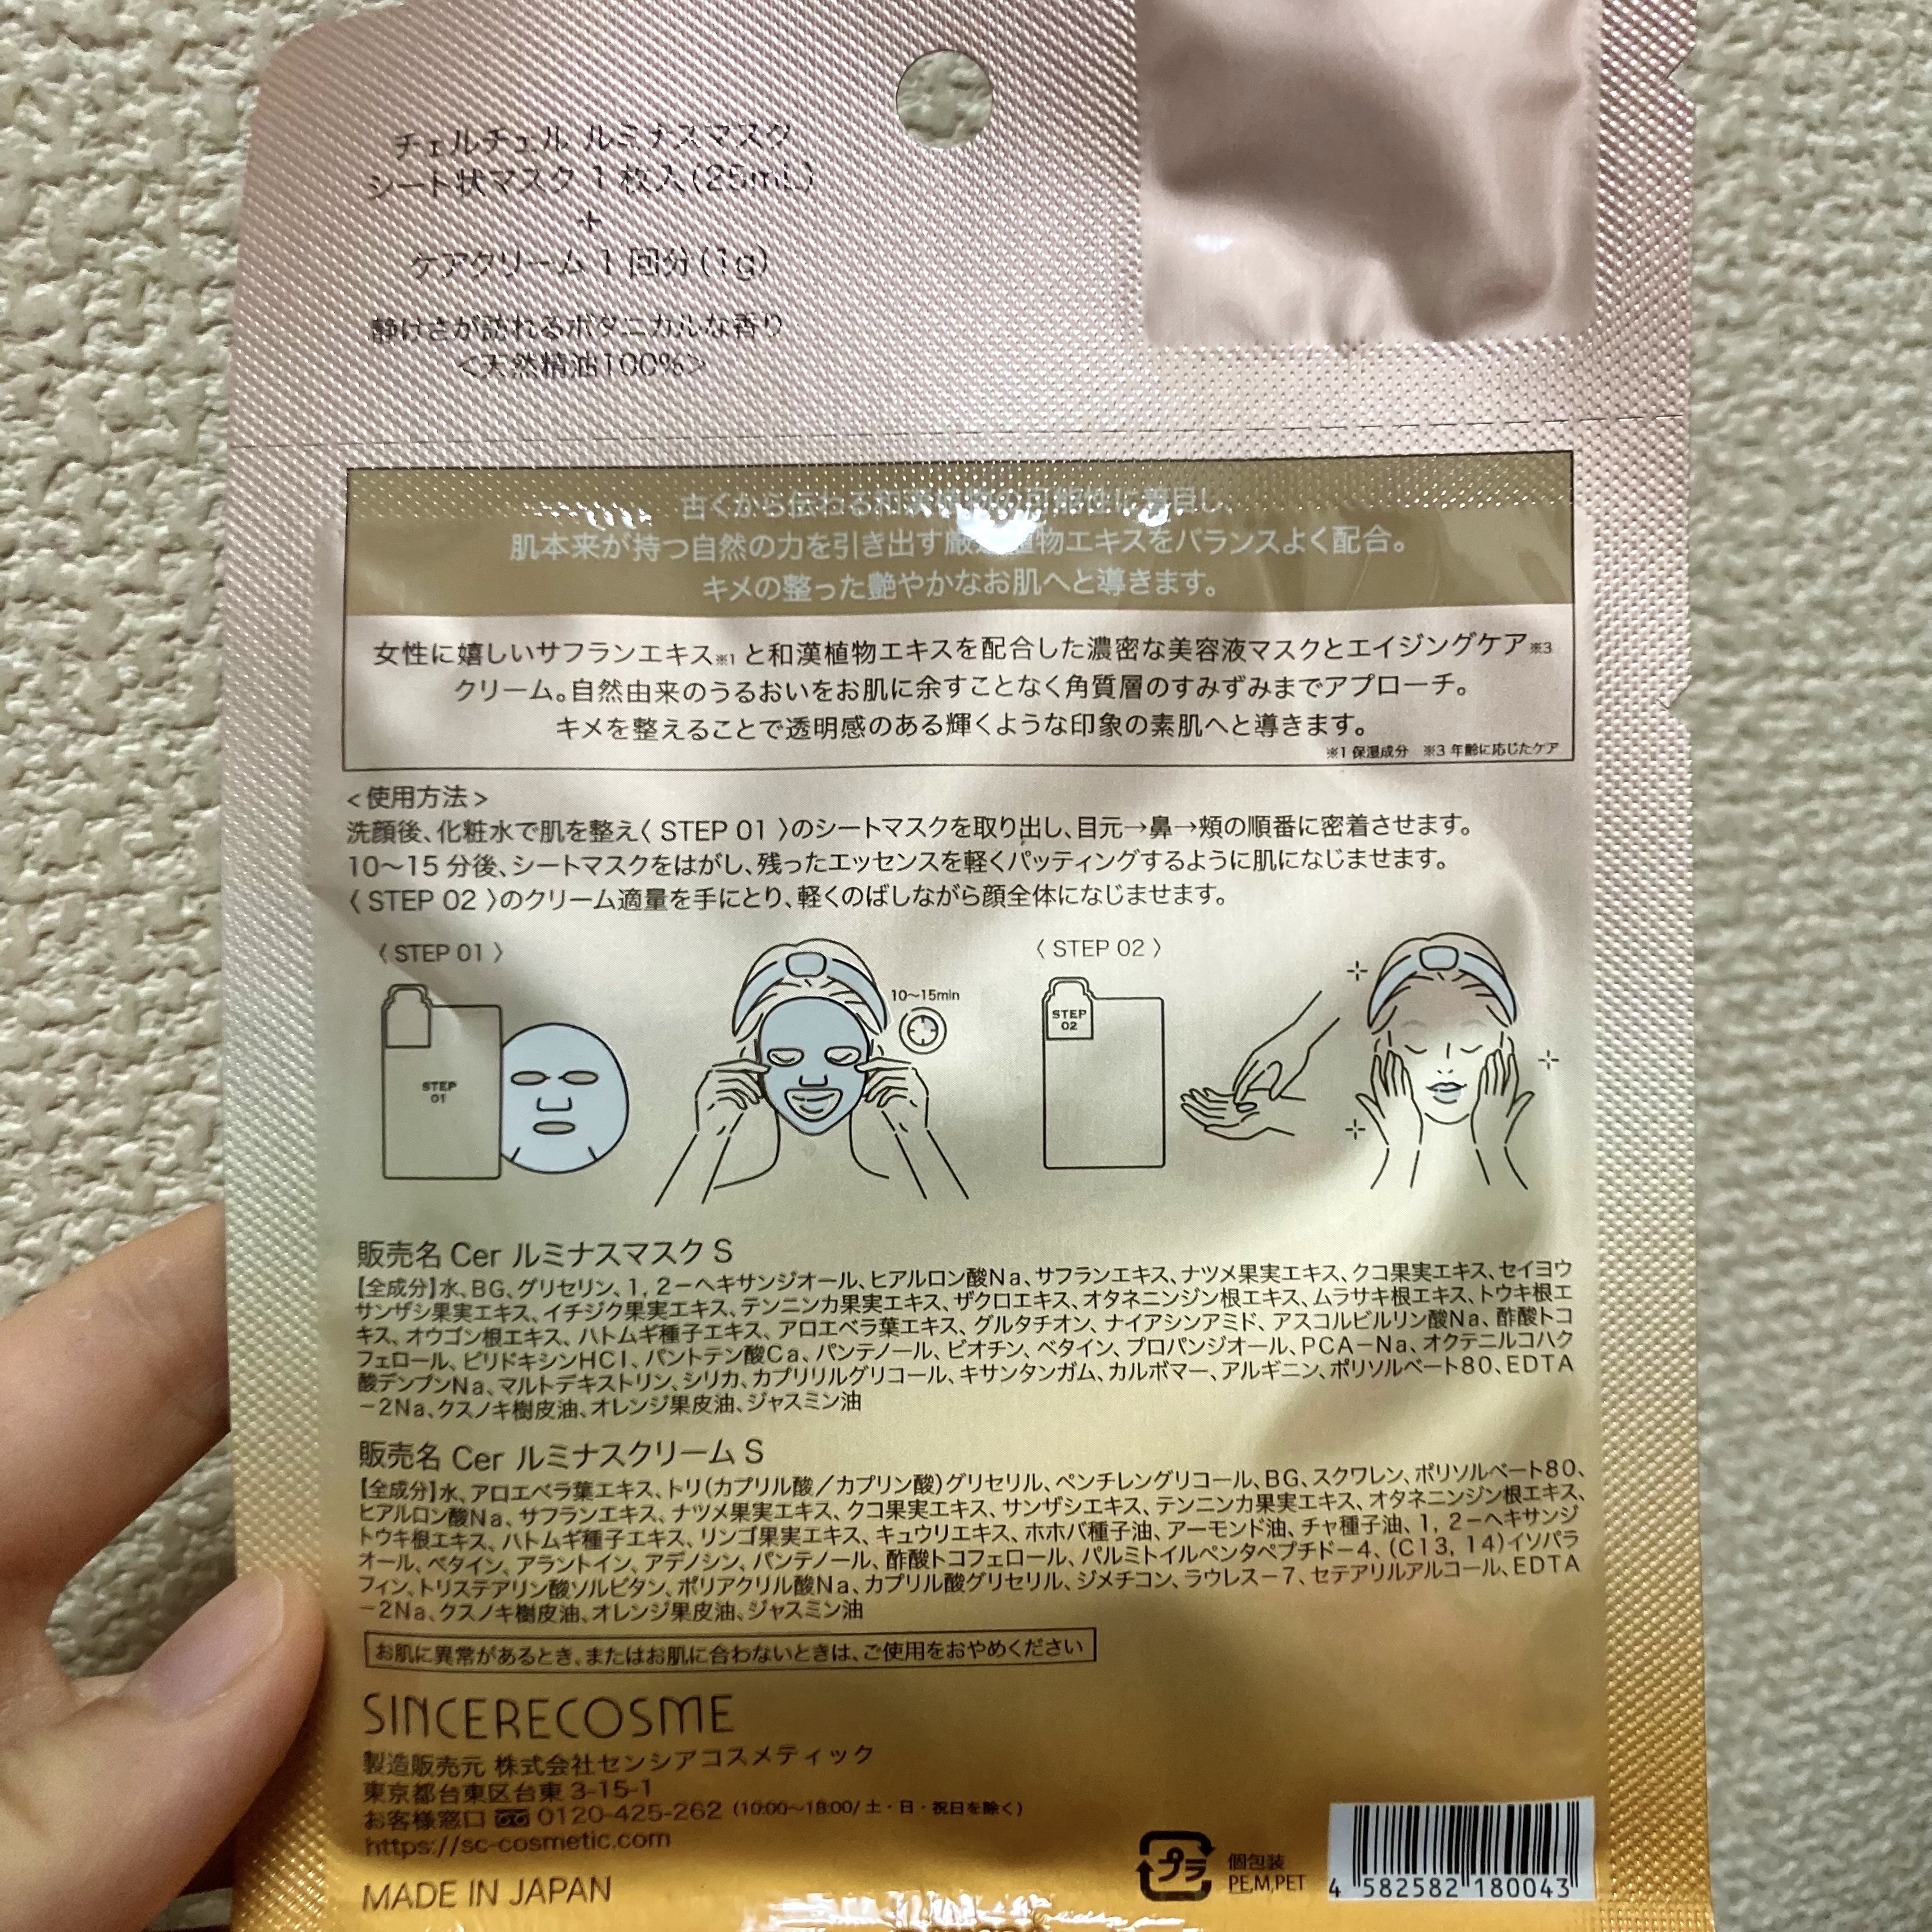 チェルチェル ルミナスマスク
シート状マスク 1枚入(25mL)
+
ケアクリーム 1回分(1g)
静けさが訪れるボタニカルな香り
<天然精油100%>
古くから伝わる和漢植物の可能性に着目し、
肌本来が持つ自然の力を引き出す厳選植物エキスをバランスよく配合。
キメの整った艶やかなお肌へと導きます。
女性に嬉しいサフランエキス※1と和漢植物エキスを配合した濃密な美容液マスクとエイジングケア※3
クリーム。自然由来のうるおいをお肌に余すことなく角質層のすみずみまでアプローチ。
キメを整えることで透明感のある輝くような印象の素肌へと導きます。
※1 保湿成分 ※3 年齢に応じたケア
<使用方法>
洗顔後、化粧水で肌を整え〈 STEP 01 〉のシートマスクを取り出し、目元→鼻→頬の順番に密着させます。
10〜15 分後、シートマスクをはがし、残ったエッセンスを軽くパッティングするように肌になじませます。
〈 STEP 02 〉のクリーム適量を手にとり、軽くのばしながら顔全体になじませます。
〈 STEP 01 〉
STEP
01
10〜15min
〈 STEP 02 〉
STEP
02
販売名 Cer ルミナスマスク S
【全成分】水、BG、グリセリン、1, 2-ヘキサンジオール、ヒアルロン酸Na、サフランエキス、ナツメ果実エキス、クコ果実エキス、セイヨウ
サンザシ果実エキス、イチジク果実エキス、テンニンカ果実エキス、ザクロエキス、オタネニンジン根エキス、ムラサキ根エキス、トウキ根エ
キス、オウゴン根エキス、ハトムギ種子エキス、アロエベラ葉エキス、グルタチオン、ナイアシンアミド、アスコルビルリン酸Na、酢酸トコ
フェロール、ピリドキシンHCI、パントテン酸Ca、パンテノール、ビオチン、ベタイン、プロパンジオール、PCA-Na、オクテニルコハク
酸デンプンNa、マルトデキストリン、シリカ、カプリリルグリコール、キサンタンガム、カルボマー、アルギニン、ポリソルベート80、EDTA
-2Na、クスノキ樹皮油、オレンジ果皮油、ジャスミン油
販売名 Cer ルミナスクリーム S
【全成分】水、アロエベラ葉エキス、トリ(カプリル酸/カプリン酸)グリセリル、ペンチレングリコール、BG、スクワレン、ポリソルベート80、
ヒアルロン酸Na、サフランエキス、ナツメ果実エキス、クコ果実エキス、サンザシエキス、テンニンカ果実エキス、オタネニンジン根エキス、
トウキ根エキス、ハトムギ種子エキス、リンゴ果実エキス、キュウリエキス、ホホバ種子油、アーモンド油、チャ種子油、1, 2-ヘキサンジ
オール、ベタイン、アラントイン、アデノシン、パンテノール、酢酸トコフェロール、パルミトイルペンタペプチド-4、(C13, 14)イソパラ
フィン、トリステアリン酸ソルビタン、ポリアクリル酸Na、カプリル酸グリセリル、ジメチコン、ラウレス-7、セテアリルアルコール、EDTA
-2Na、クスノキ樹皮油、オレンジ果皮油、ジャスミン油
お肌に異常があるとき、またはお肌に合わないときは、ご使用をおやめください
SINCERECOSME
製造販売元 株式会社センシアコスメティック
東京都台東区台東 3-15-1
お客様窓口 0120-425-262 (10:00〜18:00/ 土・日・祝日を除く)
https://sc-cosmetic.com
MADE IN JAPAN
プラ
個包装
PE,M,PET
4 582582 180043